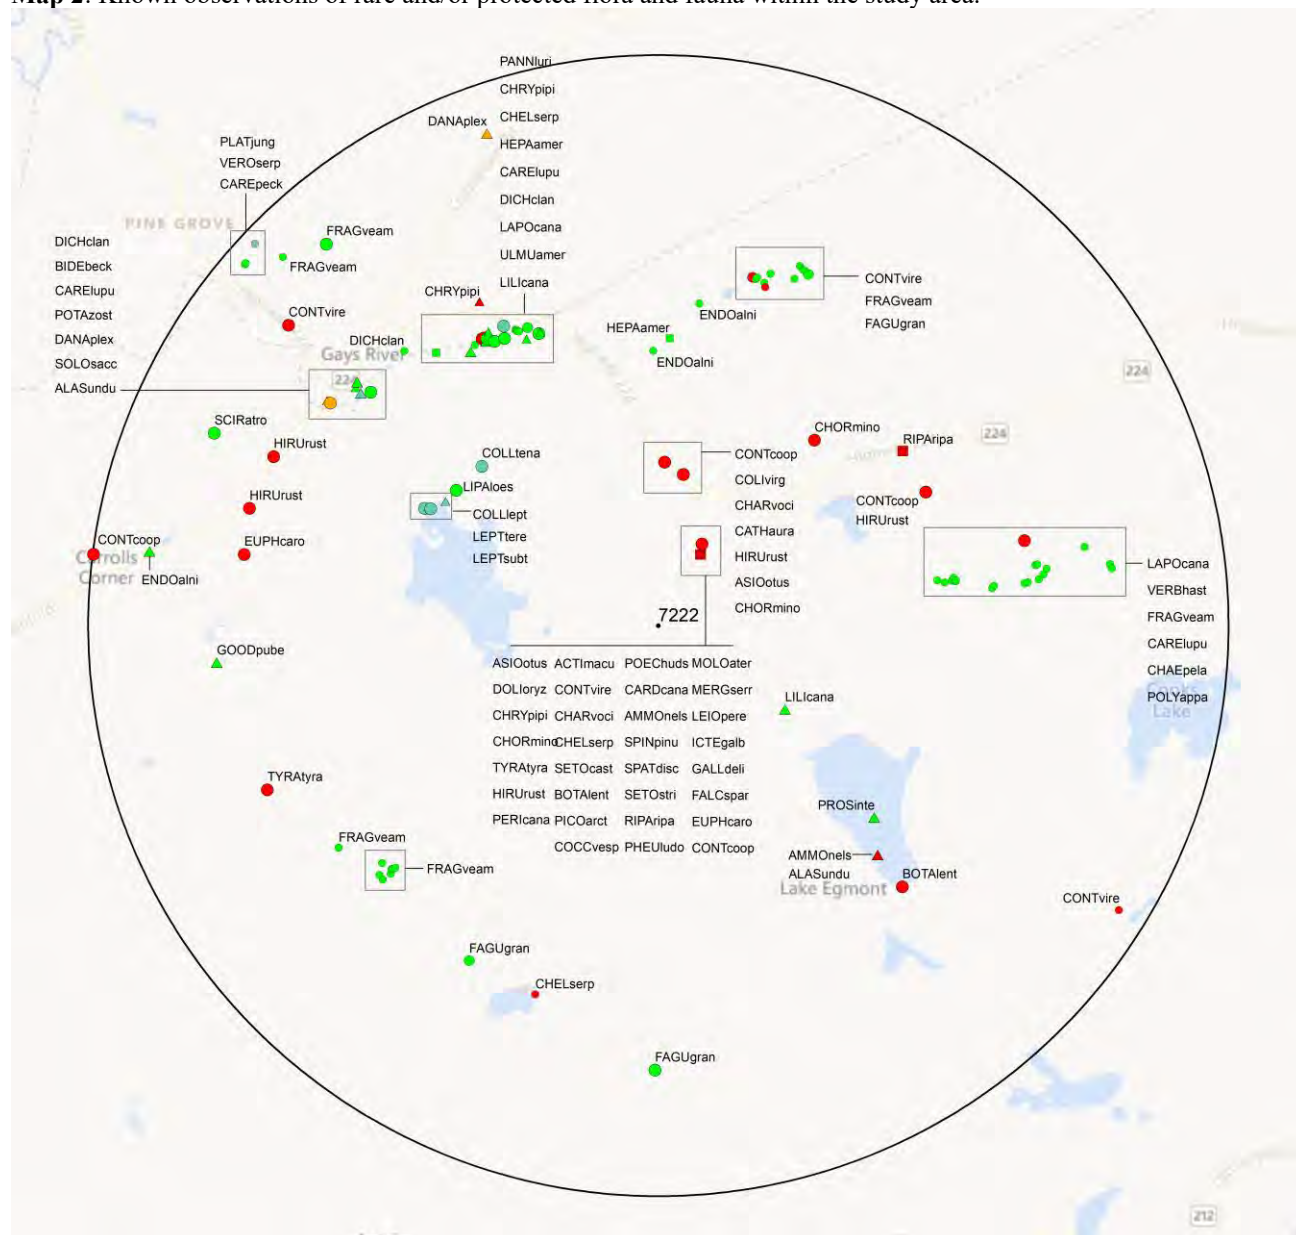 Map 2: Known observations of rare and/or protected flora and fauna within the study area.
PANNIuri
CHRYpipi
CHELserp
HEPAamer
CARElupu
DICHclan
LAPOcana
ULMUamer
LILIcana
DANAplex
PLATjung
VEROserp
CAREpeck
PINE GROVE
FRAGveam
FRAGveam
DICHclan
BIDEbeck
CARElupu
POTAzost
DANAplex
SOLOsacc
ALASundu
CHRYpipi
CONTvire
DICHclan
Gays River
224
CONTvire
FRAGveam
FAGUgran
ENDOalni
HEPAamer
ENDOalni
224
SCIRatro
HIRUrust
COLLtena
LIPAloes
COLLlept
LEPTtere
LEPTsubt
HIRUrust
EUPHcaro
CONTcoop
Carrolls
Corner
ENDOalni
CHORmino
RIPAripa
224
CONTcoop
COLIvirg
CHARvoci
CATHaura
HIRUrust
ASIOotus
CHORmino
CONTcoop
HIRUrust
LAPOcana
VERBhast
FRAGveam
CARElupu
CHAEpela
POLYappa
Cooks
Lake
7222
GOODpube
ASIOotus ACTImacu POEChuds MOLOater
DOLIoryz CONTvire CARDcana MERGserr
CHRYpipi CHARvoci AMMOnels LEIOpere
CHORmino CHELserp SPINpinu ICTEgalb
TYRAtyra SETOcast SPATdisc GALLdeli
HIRUrust BOTAlent SETOstri FALCspar
PERIcana PICOarct RIPAripa EUPHcaro
COCCvesp PHEUludo CONTcoop
LILIcana
TYRAtyra
PROSinte
FRAGveam
FRAGveam
AMMOnels
ALASundu
Lake Egmont
BOTAlent
CONTvire
FAGUgran
CHELserp
FAGUgran
212